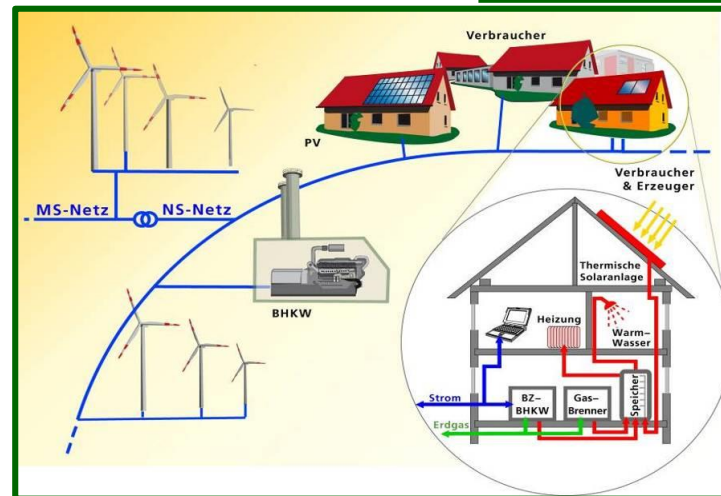 Verbraucher
PV
Verbraucher
& Erzeuger
MS-Netz
NS-Netz
BHKW
Thermische
Solaranlage
Heizung
Warm-
Wasser
Speicher
Strom
BZ-
BHKW
Gas-
Brenner
Erdgas